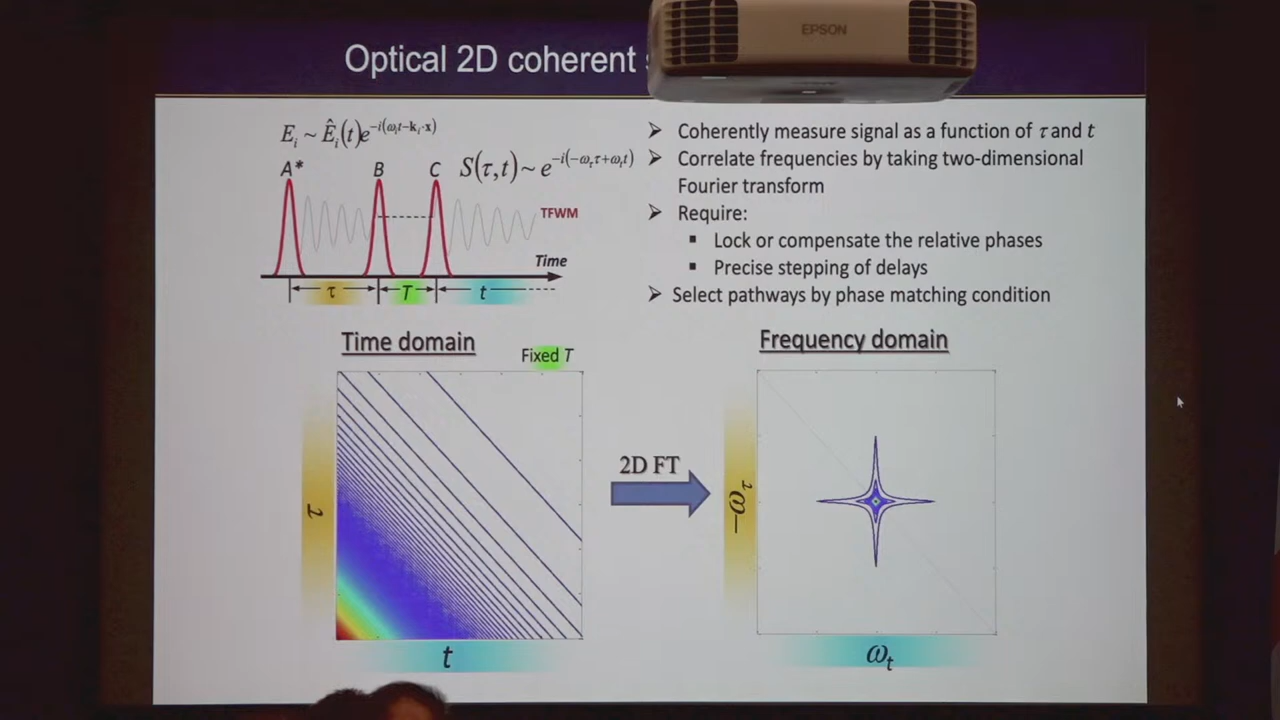 EPSON
Optical 2D coherent
E_i ~ Ê_i(t)e^{-i(ω_i t−k_i·x)}
A* B C
S(τ,t) ~ e^{-i(−ω_τ τ+ω_t t)}
TFWM
Time
τ T t
➢ Coherently measure signal as a function of τ and t
➢ Correlate frequencies by taking two-dimensional
Fourier transform
➢ Require:
▪ Lock or compensate the relative phases
▪ Precise stepping of delays
➢ Select pathways by phase matching condition
Time domain
Fixed T
τ
t
2D FT
Frequency domain
−ω_τ
ω_t